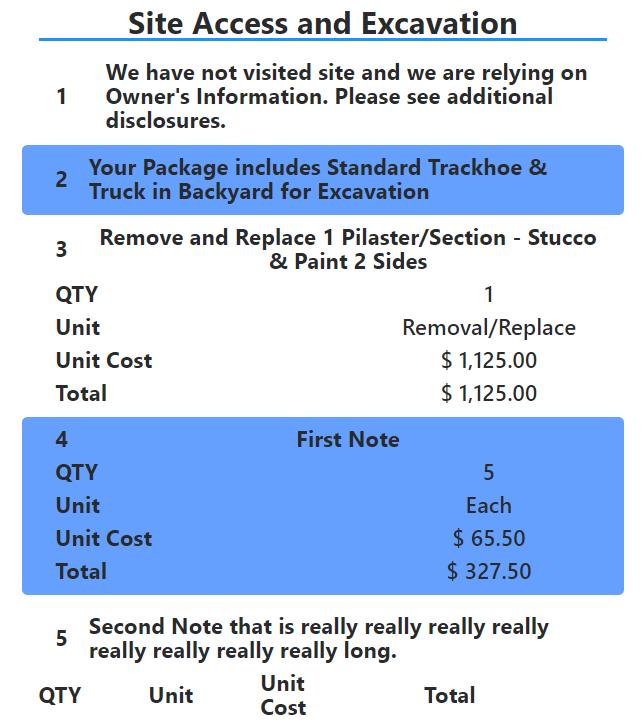 Site Access and Excavation
1 We have not visited site and we are relying on
Owner's Information. Please see additional
disclosures.
2 Your Package includes Standard Trackhoe &
Truck in Backyard for Excavation
3 Remove and Replace 1 Pilaster/Section - Stucco
& Paint 2 Sides
QTY 1
Unit Removal/Replace
Unit Cost $ 1,125.00
Total $ 1,125.00
4 First Note
QTY 5
Unit Each
Unit Cost $ 65.50
Total $ 327.50
5 Second Note that is really really really really
really really really really long.
QTY Unit Unit Cost Total